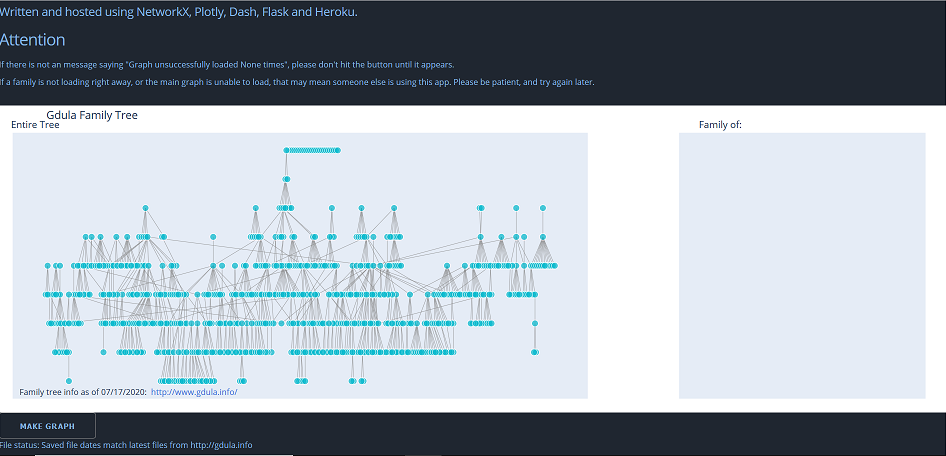 Written and hosted using NetworkX, Plotly, Dash, Flask and Heroku.
Attention
If there is not an message saying "Graph unsuccessfully loaded None times", please don't hit the button until it appears.
If a family is not loading right away, or the main graph is unable to load, that may mean someone else is using this app. Please be patient, and try again later.
Gdula Family Tree
Entire Tree
Family of:
Family tree info as of 07/17/2020: http://www.gdula.info/
MAKE GRAPH
File status: Saved file dates match latest files from http://gdula.info